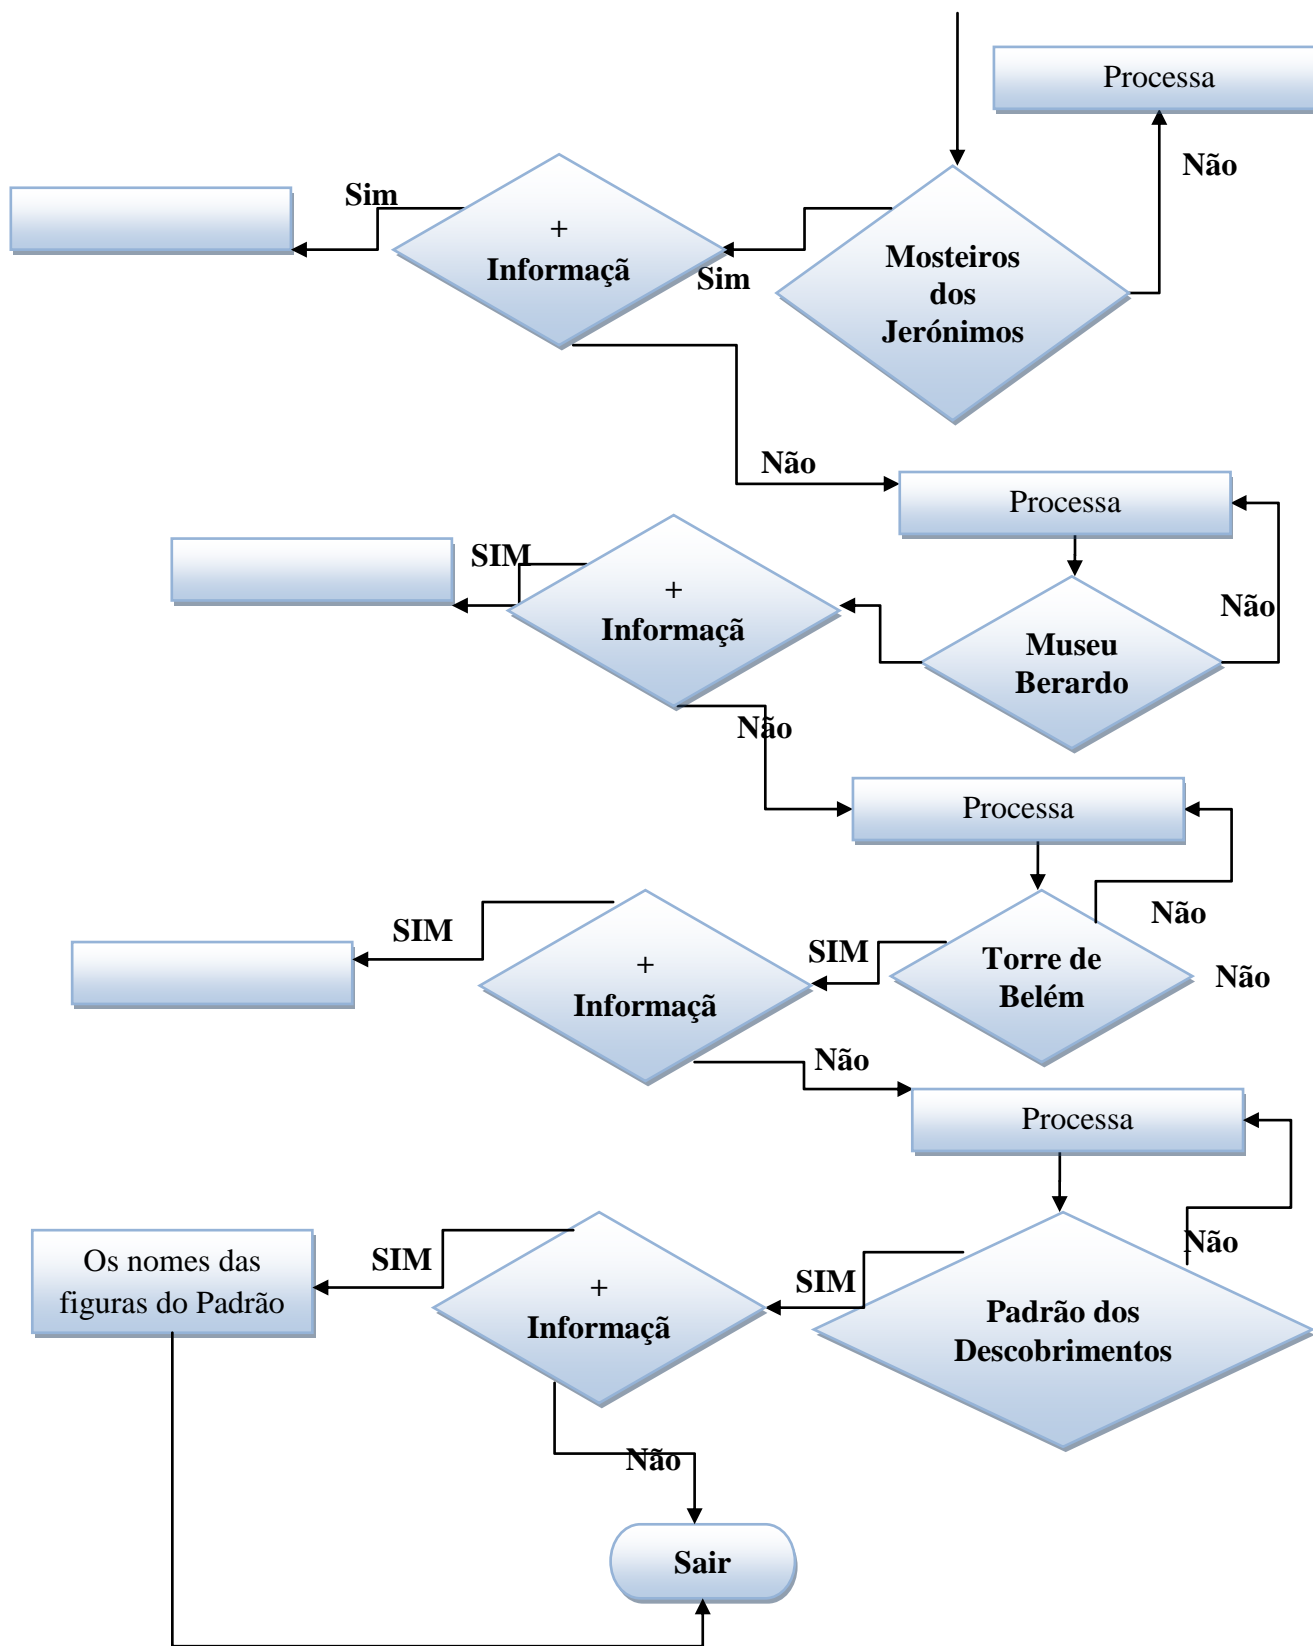 Processa
Não
Sim
+
Informaçã
Sim
Mosteiros
dos
Jerónimos
Não
Processa
SIM
+
Informaçã
Não
Museu
Berardo
Não
Processa
Não
SIM
+
Informaçã
SIM
Torre de
Belém
Não
Não
Processa
Os nomes das
figuras do Padrão
SIM
+
Informaçã
SIM
Não
Padrão dos
Descobrimentos
Não
Sair